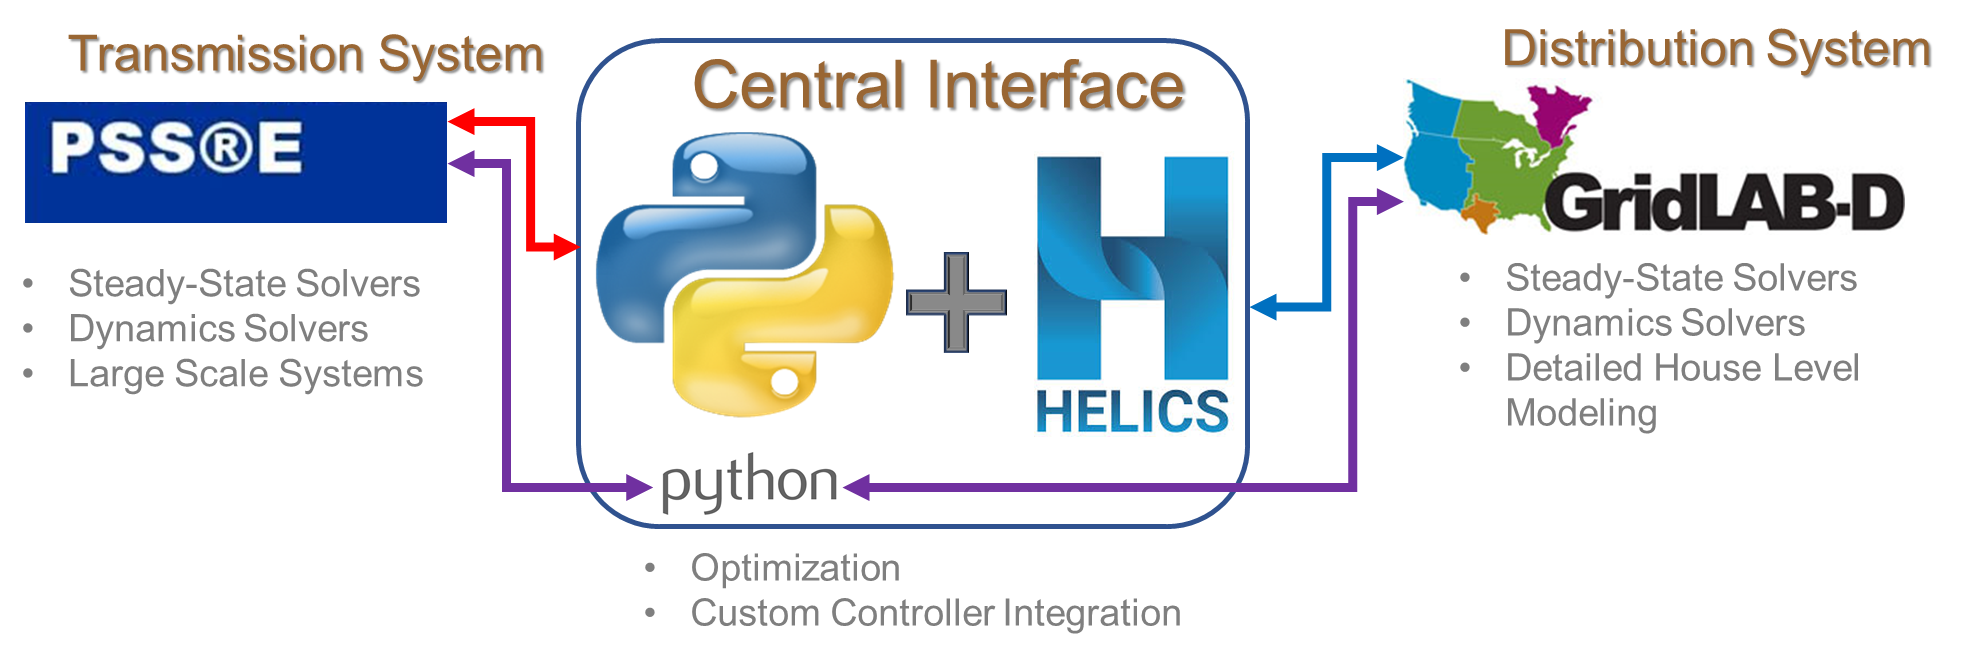 Transmission System
PSS®E
• Steady-State Solvers
• Dynamics Solvers
• Large Scale Systems
Central Interface
HELICS
python
• Optimization
• Custom Controller Integration
Distribution System
GridLAB-D
• Steady-State Solvers
• Dynamics Solvers
• Detailed House Level
Modeling